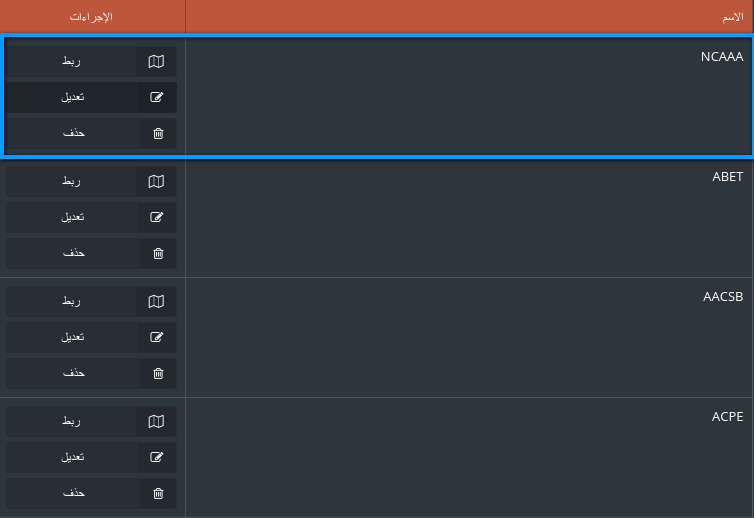 الاسم
الإجراءات
NCAAA
ربط
تعديل
حذف
ABET
ربط
تعديل
حذف
AACSB
ربط
تعديل
حذف
ACPE
ربط
تعديل
حذف